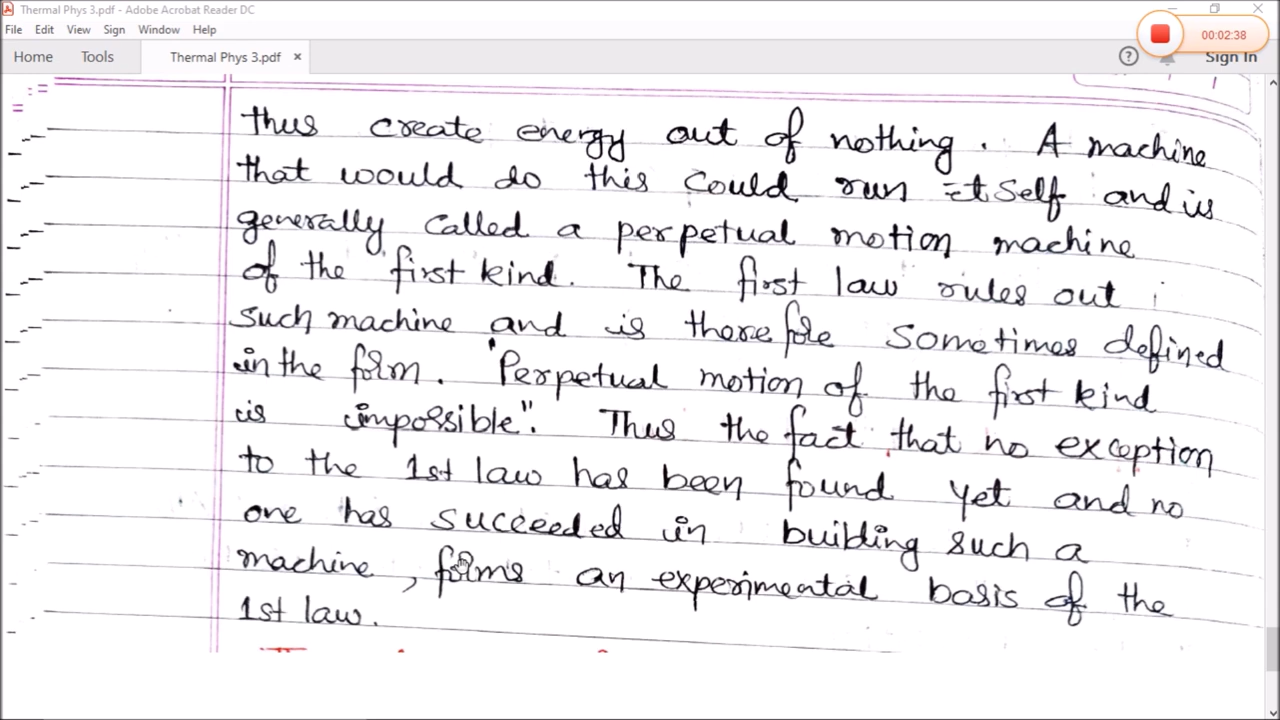 Thermal Phys 3.pdf - Adobe Acrobat Reader DC
File Edit View Sign Window Help
00:02:38
Home Tools Thermal Phys 3.pdf × Sign In
thus create energy out of nothing. A machine
that would do this could run itself and is
generally called a perpetual motion machine
of the first kind. The first law rules out
such machine and is therefore sometimes defined
in the form. "Perpetual motion of the first kind
is impossible". Thus the fact that no exception
to the 1st law has been found yet and no
one has succeeded in building such a
machine, forms an experimental basis of the
1st law.